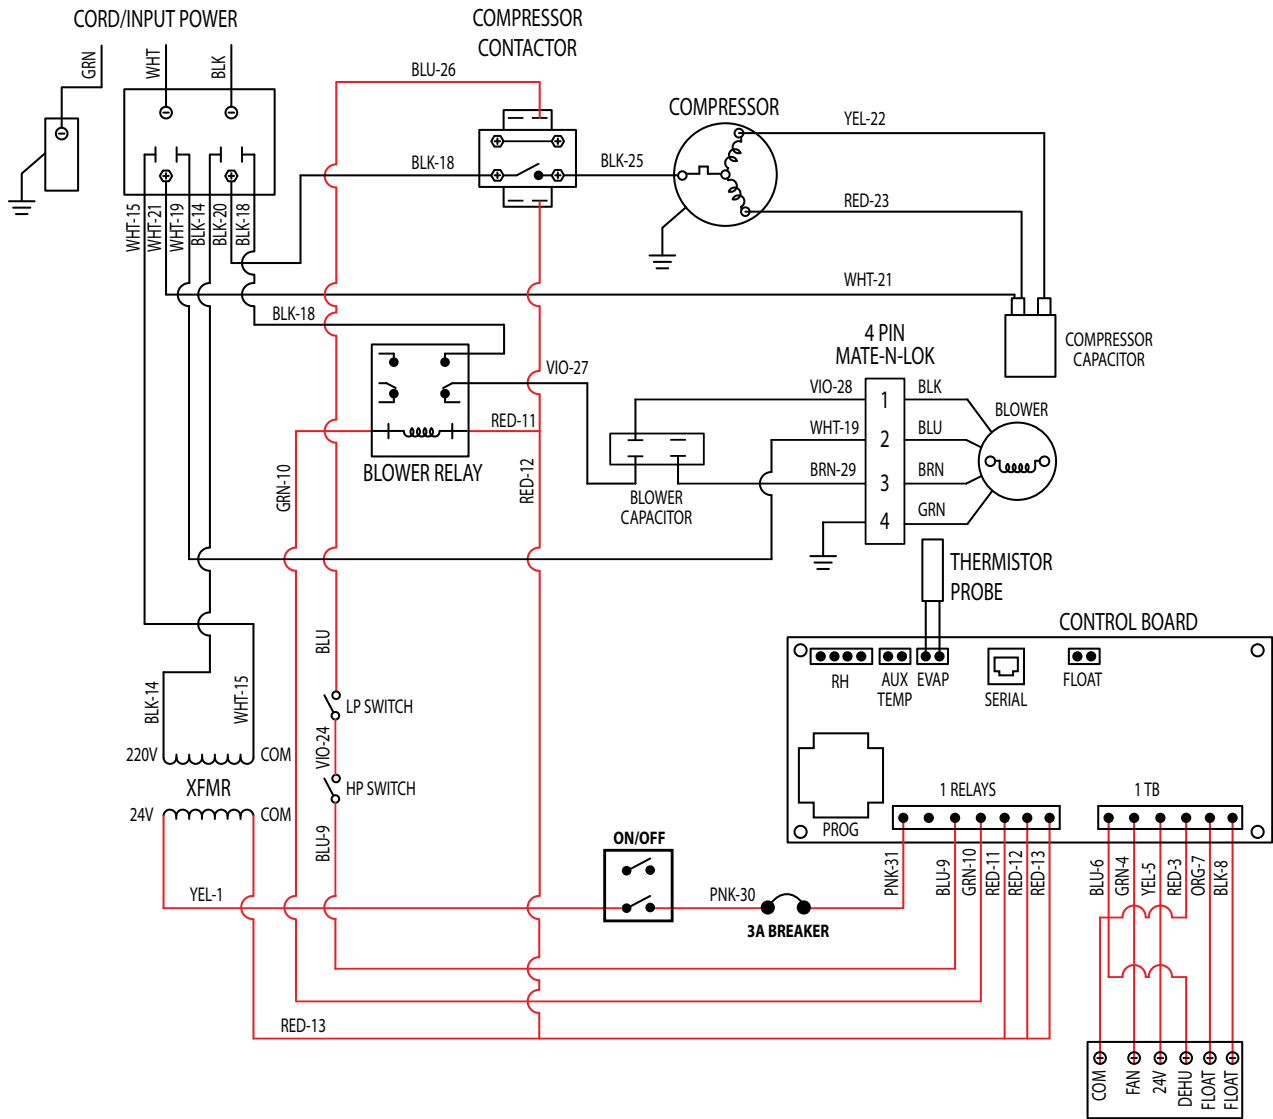 CORD/INPUT POWER
COMPRESSOR
CONTACTOR
GRN
WHT
BLK
BLU-26
COMPRESSOR
YEL-22
BLK-18
BLK-25
RED-23
WHT-15
WHT-21
WHT-19
BLK-14
BLK-20
BLK-18
WHT-21
BLK-18
COMPRESSOR
CAPACITOR
4 PIN
MATE-N-LOK
VIO-27
VIO-28
1
BLK
BLOWER
RED-11
WHT-19
2
BLU
BLOWER RELAY
GRN-10
RED-12
BRN-29
3
BRN
BLOWER
CAPACITOR
4
GRN
THERMISTOR
PROBE
CONTROL BOARD
BLU
RH
AUX
TEMP
EVAP
SERIAL
FLOAT
BLK-14
WHT-15
LP SWITCH
VIO-24
220V
COM
XFMR
HP SWITCH
24V
COM
PROG
1 RELAYS
1 TB
BLU-9
ON/OFF
PNK-31
BLU-9
GRN-10
RED-11
RED-12
RED-13
BLU-6
GRN-4
YEL-5
RED-3
ORG-7
BLK-8
YEL-1
PNK-30
3A BREAKER
RED-13
COM
FAN
24V
DEHU
FLOAT
FLOAT